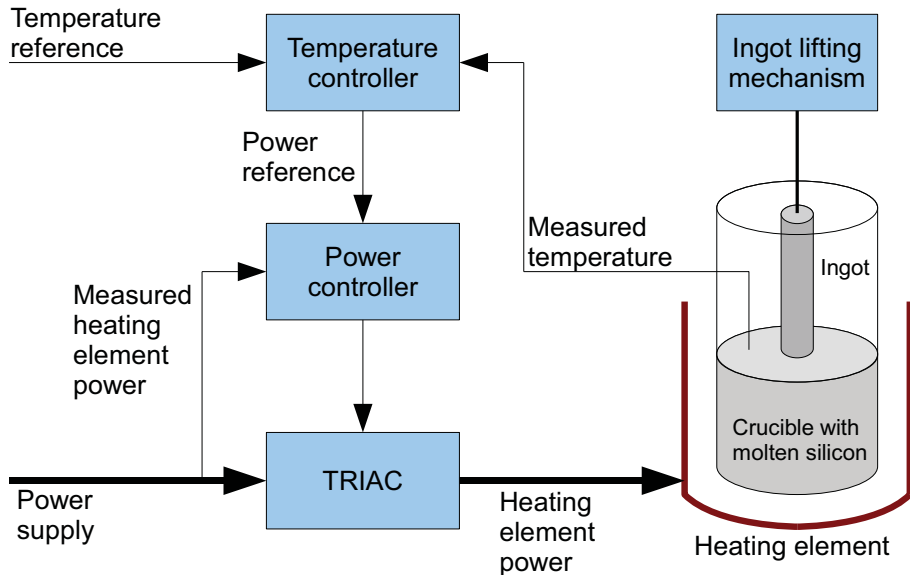 Temperature
reference
Temperature
controller
Ingot lifting
mechanism
Power
reference
Measured
temperature
Ingot
Power
controller
Measured
heating
element
power
Crucible with
molten silicon
TRIAC
Power
supply
Heating
element
power
Heating element